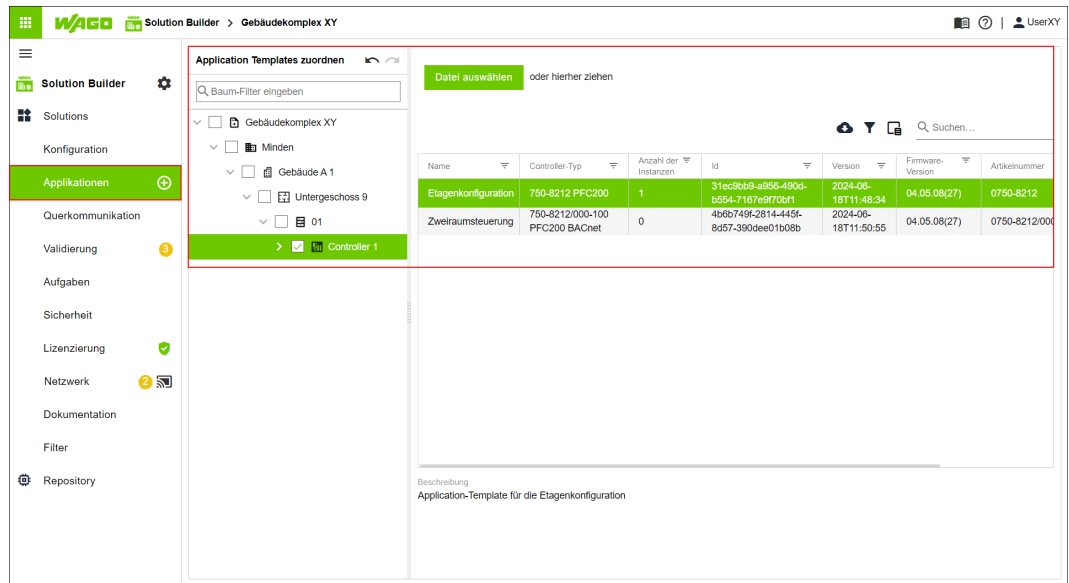 WAGO Solution Builder > Gebäudekomplex XY
UserXY
Solution Builder
Solutions
Konfiguration
Applikationen
Querkommunikation
Validierung 3
Aufgaben
Sicherheit
Lizenzierung
Netzwerk 2
Dokumentation
Filter
Repository
Application Templates zuordnen
Baum-Filter eingeben
Gebäudekomplex XY
Minden
Gebäude A 1
Untergeschoss 9
01
Controller 1
Datei auswählen oder hierher ziehen
Suchen...
Name Controller-Typ Anzahl der Instanzen Id Version Firmware-Version Artikelnummer
Etagenkonfiguration 750-8212 PFC200 1 31ec9bb9-a956-490d-b554-7167e9f70bf1 2024-06-18T11:48:34 04.05.08(27) 0750-8212
Zweiraumsteuerung 750-8212/000-100 PFC200 BACnet 0 4b6b749f-2814-445f-8d57-390dee01b08b 2024-06-18T11:50:55 04.05.08(27) 0750-8212/000
Beschreibung
Application-Template für die Etagenkonfiguration